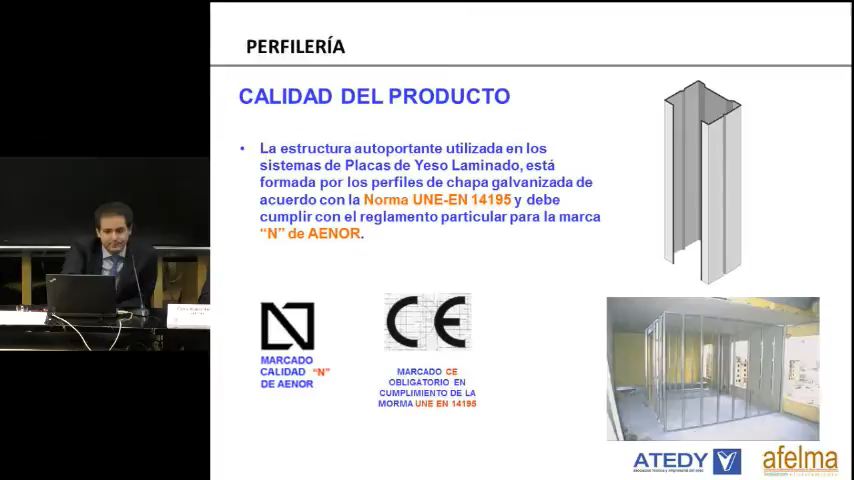 PERFILERÍA
CALIDAD DEL PRODUCTO
• La estructura autoportante utilizada en los
sistemas de Placas de Yeso Laminado, está
formada por los perfiles de chapa galvanizada de
acuerdo con la Norma UNE-EN 14195 y debe
cumplir con el reglamento particular para la marca
“N” de AENOR.
N
MARCADO
CALIDAD “N”
DE AENOR
CE
MARCADO CE
OBLIGATORIO EN
CUMPLIMIENTO DE LA
MORMA UNE EN 14195
ATEDY
afelma